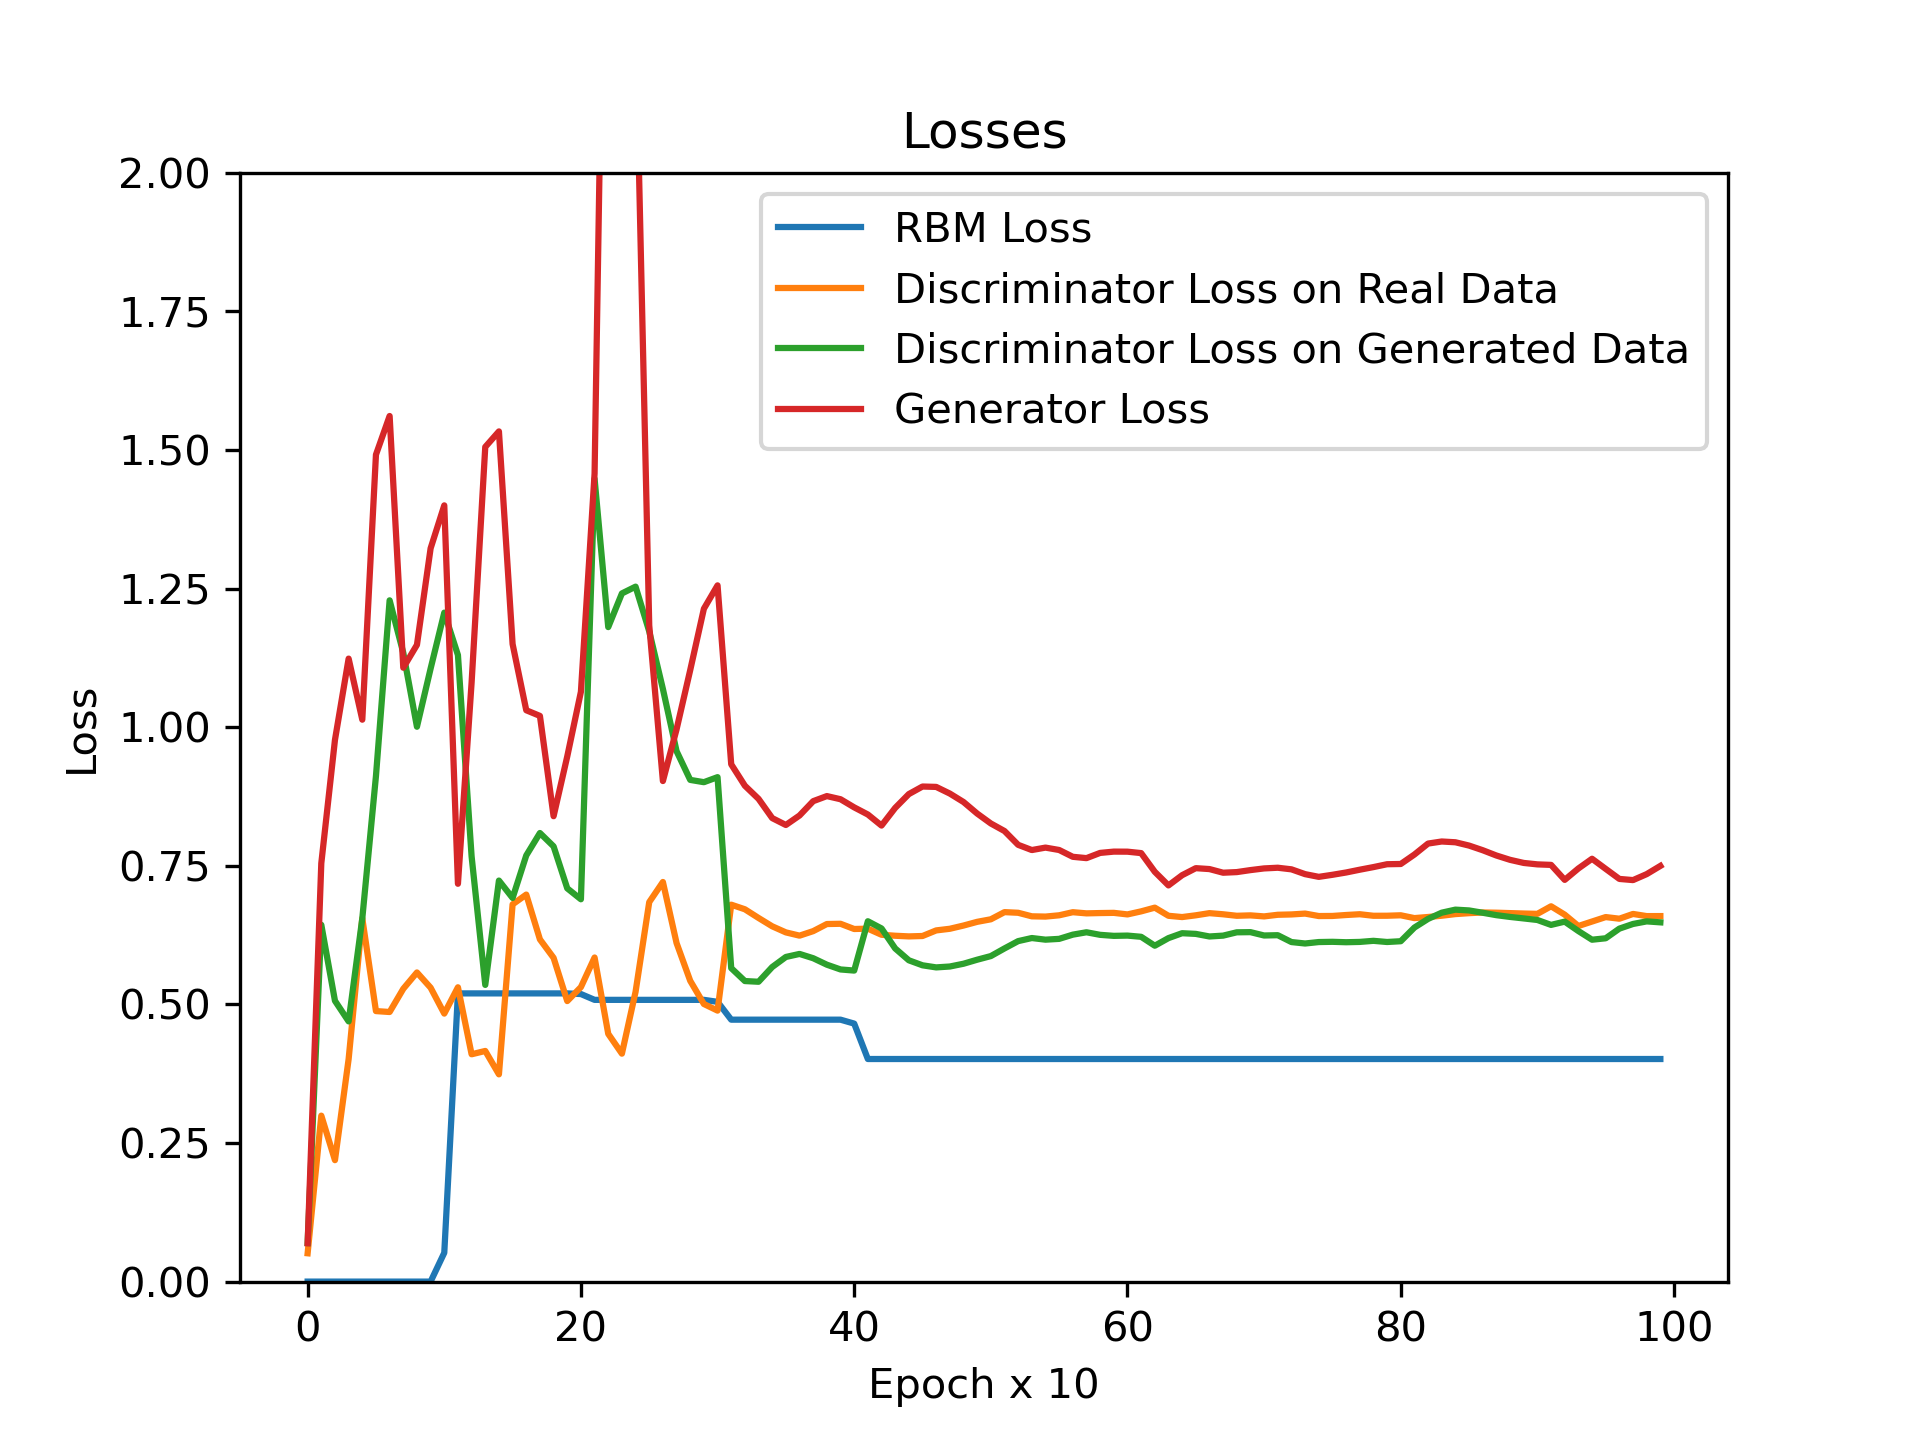 Losses
2.00
1.75
1.50
1.25
1.00
0.75
0.50
0.25
0.00
Loss
RBM Loss
Discriminator Loss on Real Data
Discriminator Loss on Generated Data
Generator Loss
0 20 40 60 80 100
Epoch x 10